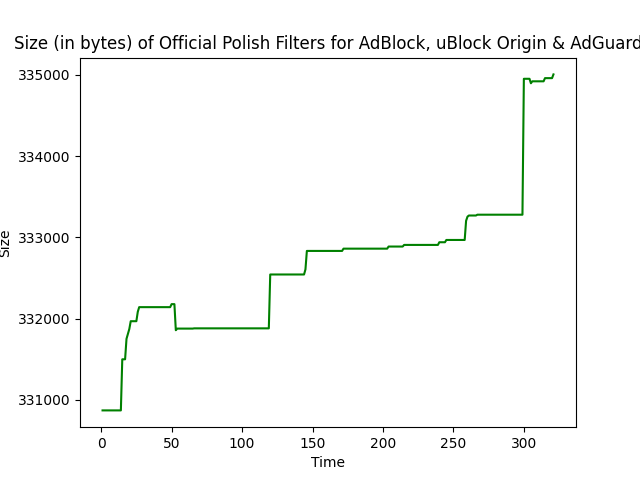 Size (in bytes) of Official Polish Filters for AdBlock, uBlock Origin & AdGuard
335000
334000
333000
332000
331000
Size
0 50 100 150 200 250 300
Time